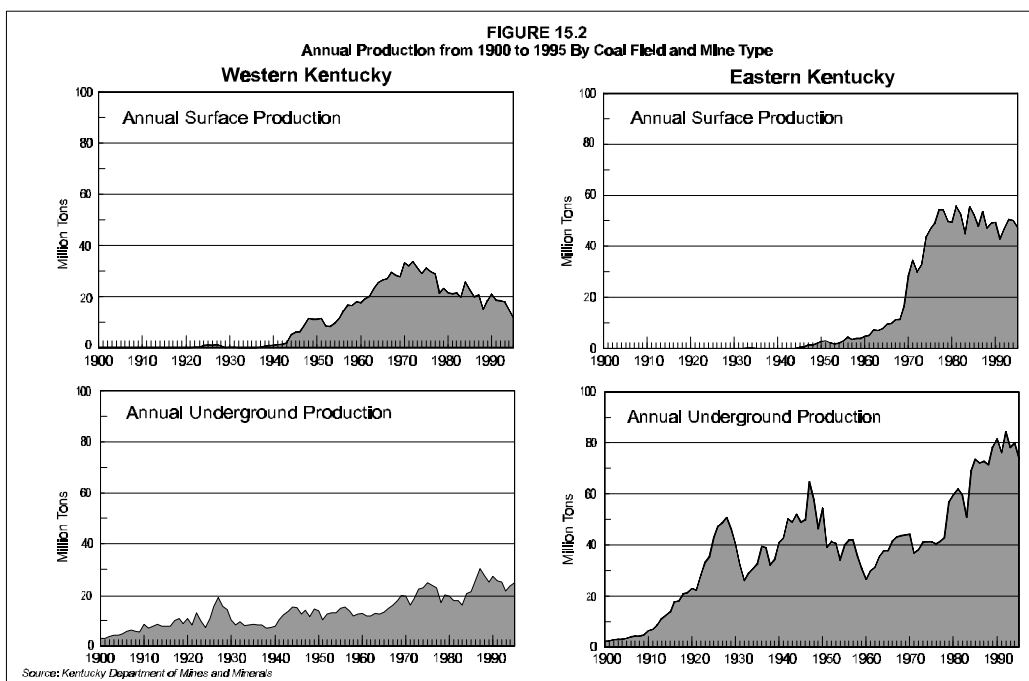 FIGURE 15.2
Annual Production from 1900 to 1995 By Coal Field and Mine Type
Western Kentucky
Annual Surface Production
Million Tons
100
80
60
40
20
0
1900 1910 1920 1930 1940 1950 1960 1970 1980 1990
Annual Underground Production
Million Tons
100
80
60
40
20
0
1900 1910 1920 1930 1940 1950 1960 1970 1980 1990
Eastern Kentucky
Annual Surface Production
Million Tons
100
80
60
40
20
0
1900 1910 1920 1930 1940 1950 1960 1970 1980 1990
Annual Underground Production
Million Tons
100
80
60
40
20
0
1900 1910 1920 1930 1940 1950 1960 1970 1980 1990
Source: Kentucky Department of Mines and Minerals